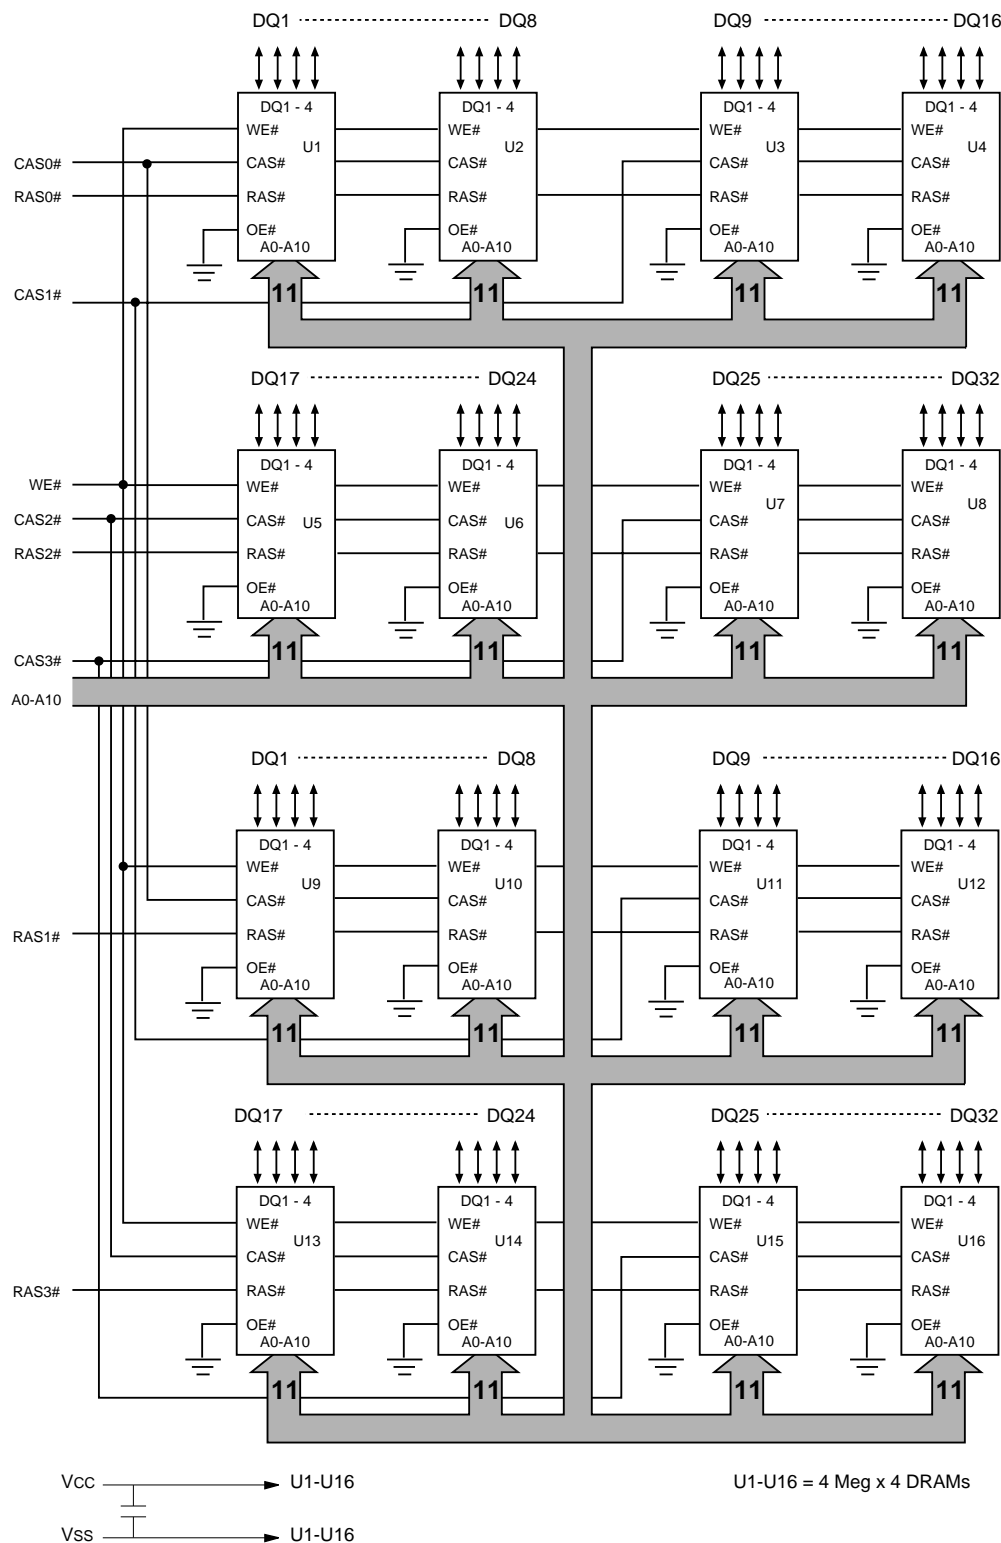 DQ1 DQ8 DQ9 DQ16
DQ1 - 4 DQ1 - 4 DQ1 - 4 DQ1 - 4
WE# WE# WE# WE#
U1 U2 U3 U4
CAS0# CAS# CAS# CAS# CAS#
RAS0# RAS# RAS# RAS# RAS#
OE# OE# OE# OE#
A0-A10 A0-A10 A0-A10 A0-A10
CAS1# 11 11 11 11
DQ17 DQ24 DQ25 DQ32
DQ1 - 4 DQ1 - 4 DQ1 - 4 DQ1 - 4
WE# WE# WE# WE# WE#
U5 U6 U7 U8
CAS2# CAS# CAS# CAS# CAS#
RAS2# RAS# RAS# RAS# RAS#
OE# OE# OE# OE#
A0-A10 A0-A10 A0-A10 A0-A10
CAS3# 11 11 11 11
A0-A10
DQ1 DQ8 DQ9 DQ16
DQ1 - 4 DQ1 - 4 DQ1 - 4 DQ1 - 4
WE# WE# WE# WE#
U9 U10 U11 U12
CAS# CAS# CAS# CAS#
RAS1# RAS# RAS# RAS# RAS#
OE# OE# OE# OE#
A0-A10 A0-A10 A0-A10 A0-A10
11 11 11 11
DQ17 DQ24 DQ25 DQ32
DQ1 - 4 DQ1 - 4 DQ1 - 4 DQ1 - 4
WE# WE# WE# WE#
U13 U14 U15 U16
CAS# CAS# CAS# CAS#
RAS3# RAS# RAS# RAS# RAS#
OE# OE# OE# OE#
A0-A10 A0-A10 A0-A10 A0-A10
11 11 11 11
VCC U1-U16 U1-U16 = 4 Meg x 4 DRAMs
VSS U1-U16